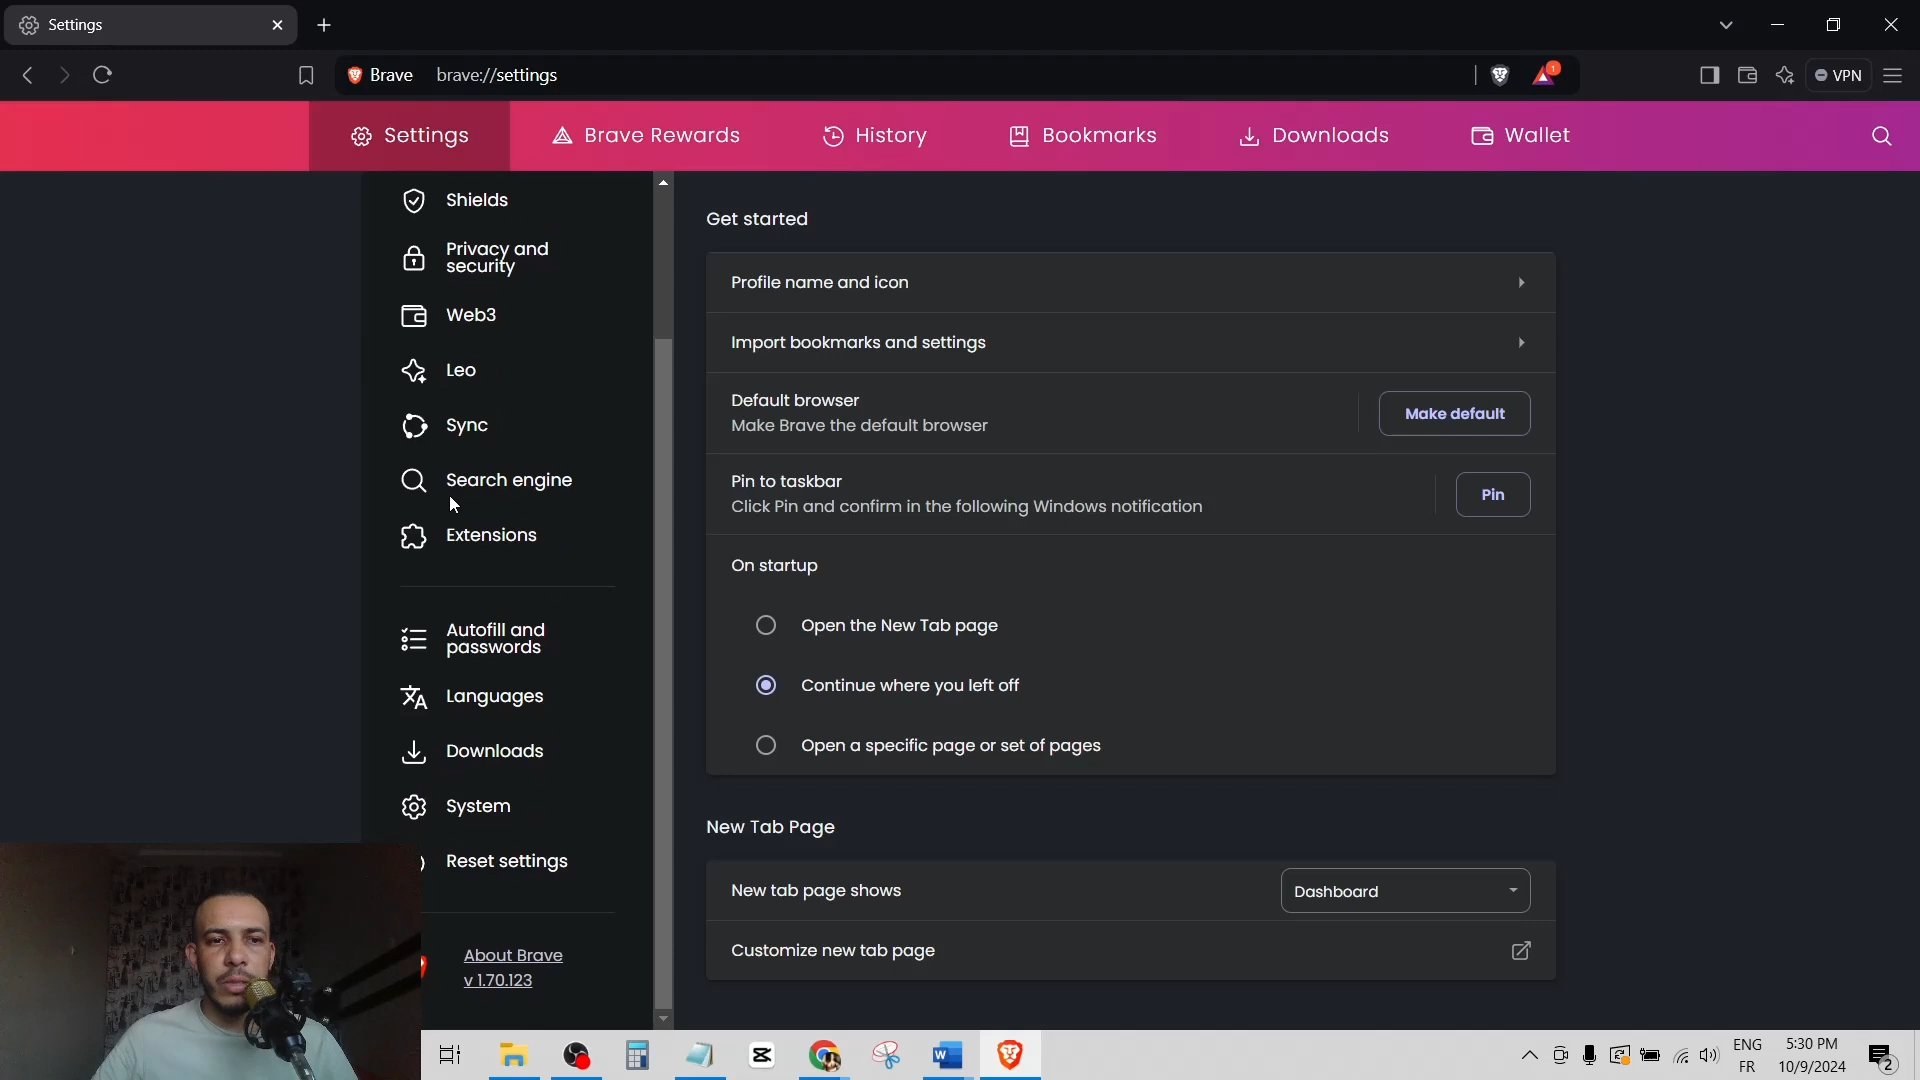 Settings
Brave
brave://settings
1
VPN
Settings
Brave Rewards
History
Bookmarks
Downloads
Wallet
Shields
Privacy and
security
Web3
Leo
Sync
Search engine
Extensions
Autofill and
passwords
Languages
Downloads
System
Reset settings
About Brave
v 1.70.123
Get started
Profile name and icon
Import bookmarks and settings
Default browser
Make Brave the default browser
Make default
Pin to taskbar
Click Pin and confirm in the following Windows notification
Pin
On startup
Open the New Tab page
Continue where you left off
Open a specific page or set of pages
New Tab Page
New tab page shows
Dashboard
Customize new tab page
W
ENG
FR
5:30 PM
10/9/2024
2